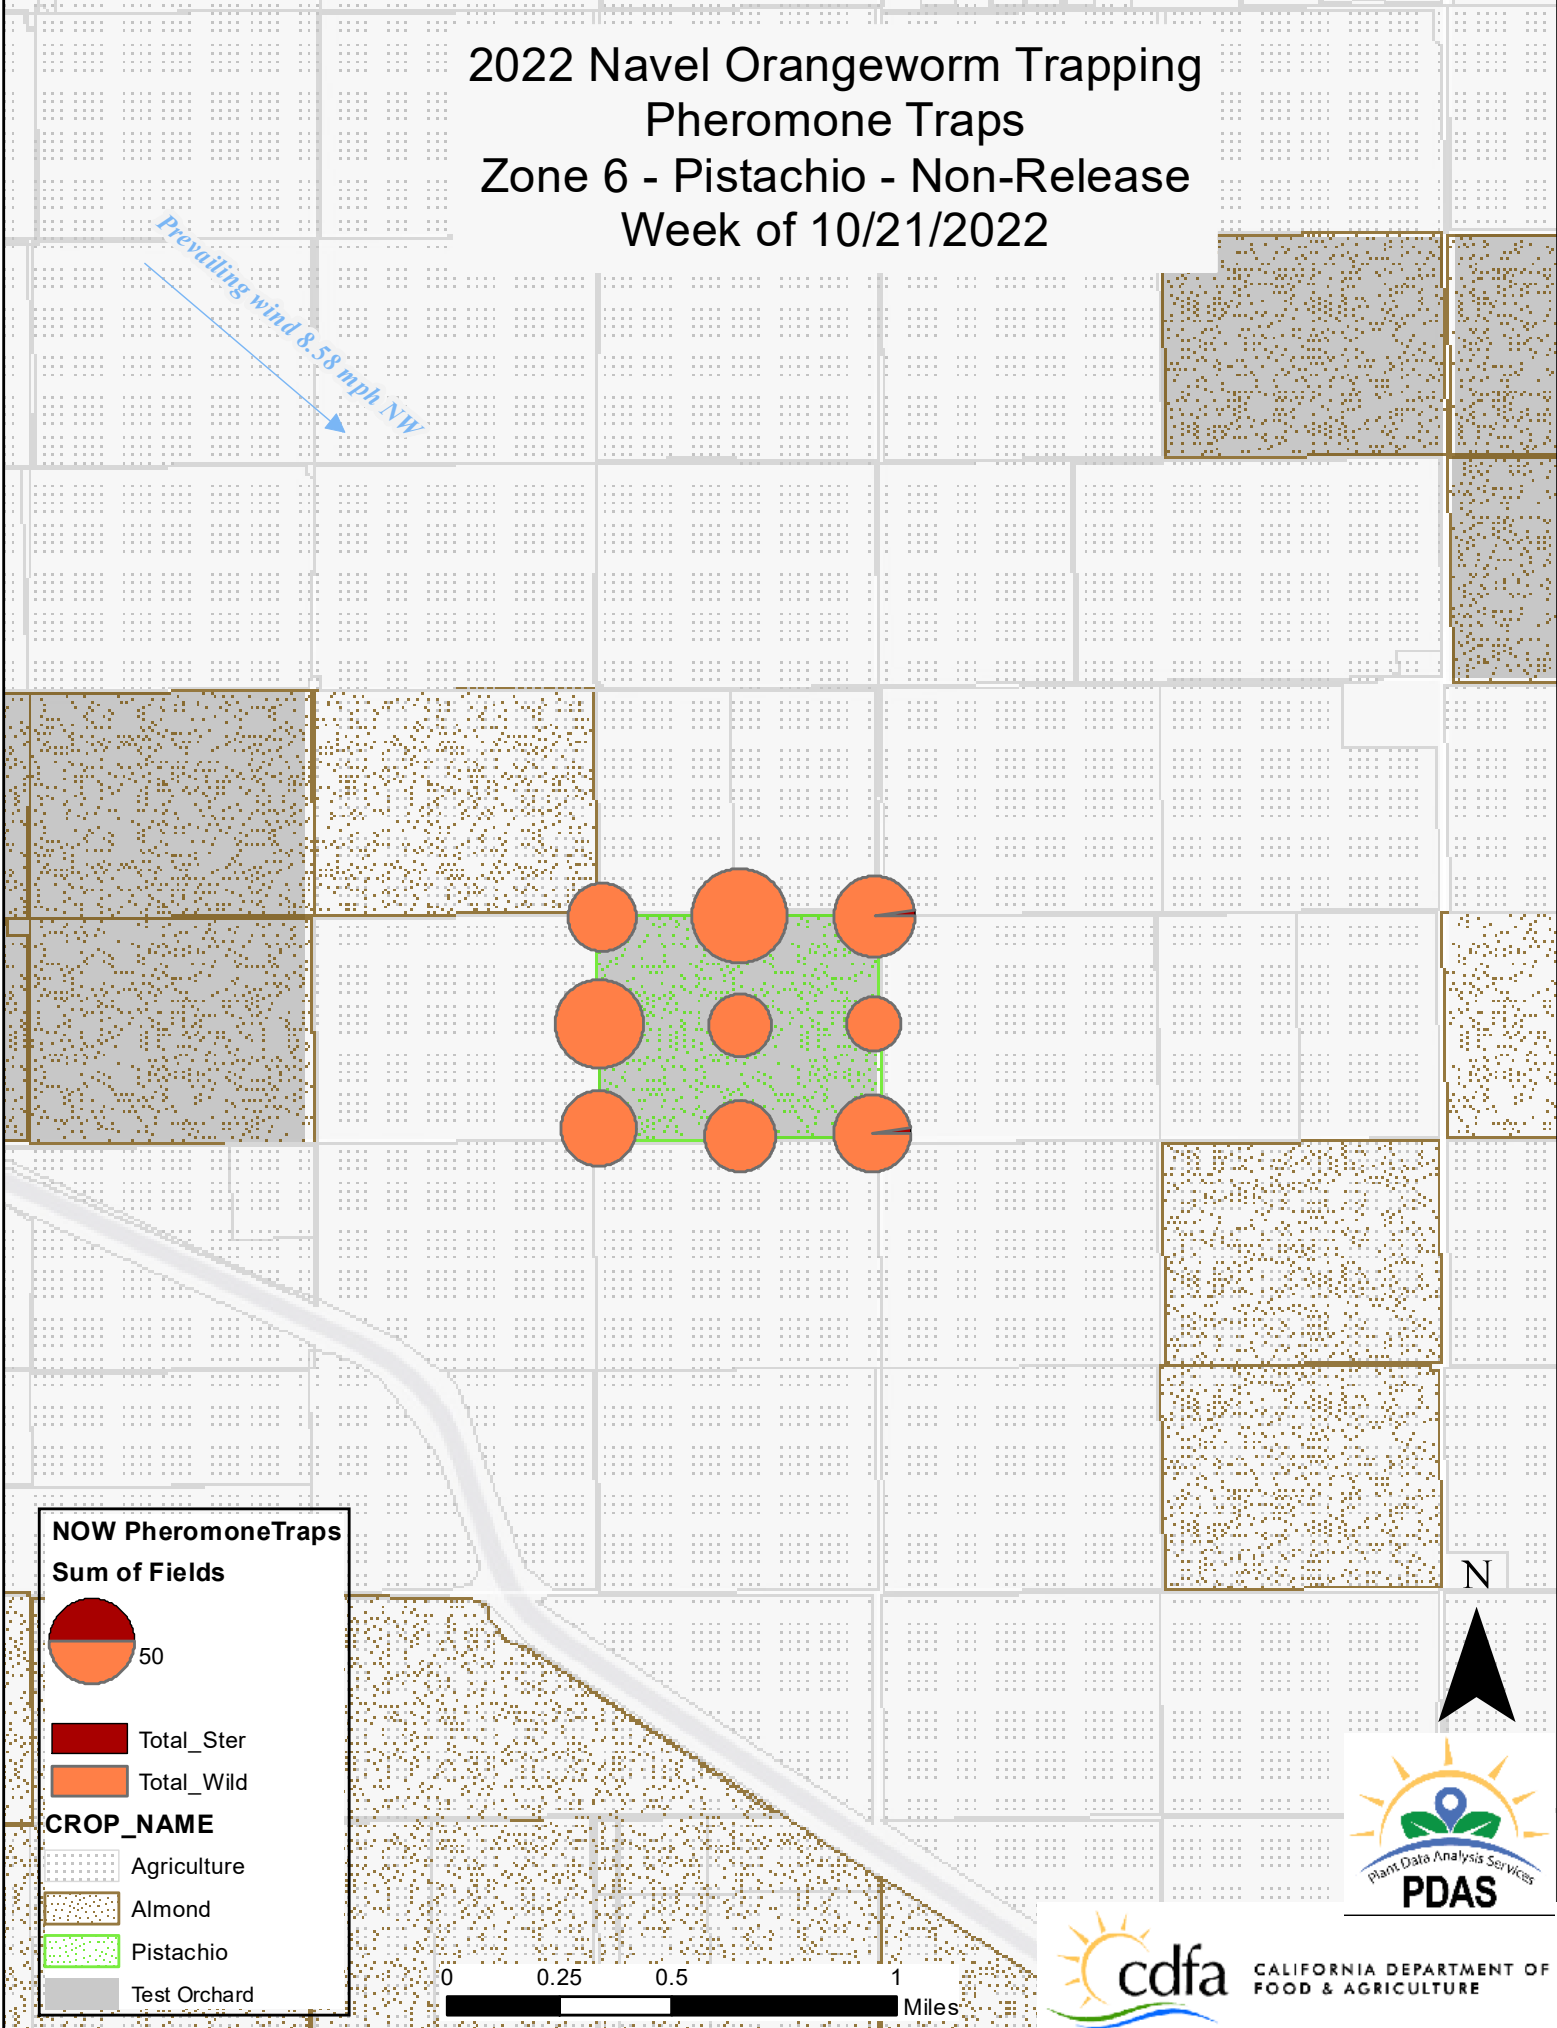 2022 Navel Orangeworm Trapping
Pheromone Traps
Zone 6 - Pistachio - Non-Release
Week of 10/21/2022
Prevailing wind 8.58 mph NW
NOW PheromoneTraps
Sum of Fields
50
Total_Ster
Total_Wild
CROP_NAME
Agriculture
Almond
Pistachio
Test Orchard
0 0.25 0.5 1
Miles
N
Plant Data Analysis Services
PDAS
cdfa
CALIFORNIA DEPARTMENT OF
FOOD & AGRICULTURE